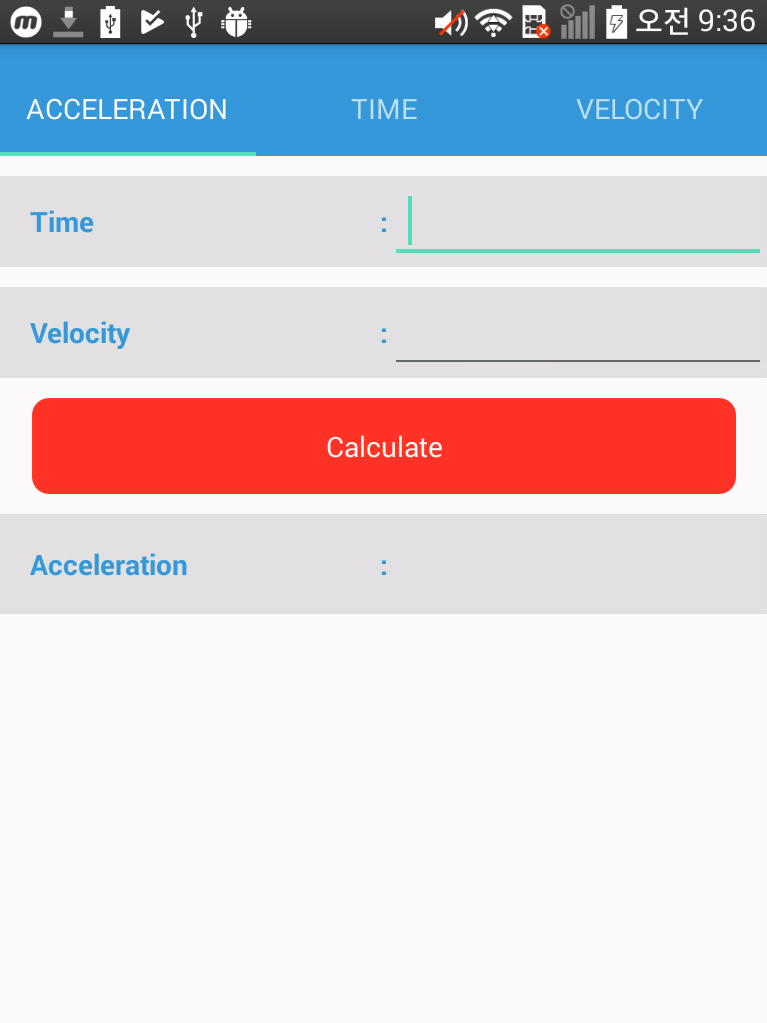 오전 9:36
ACCELERATION TIME VELOCITY
Time :
Velocity :
Calculate
Acceleration :